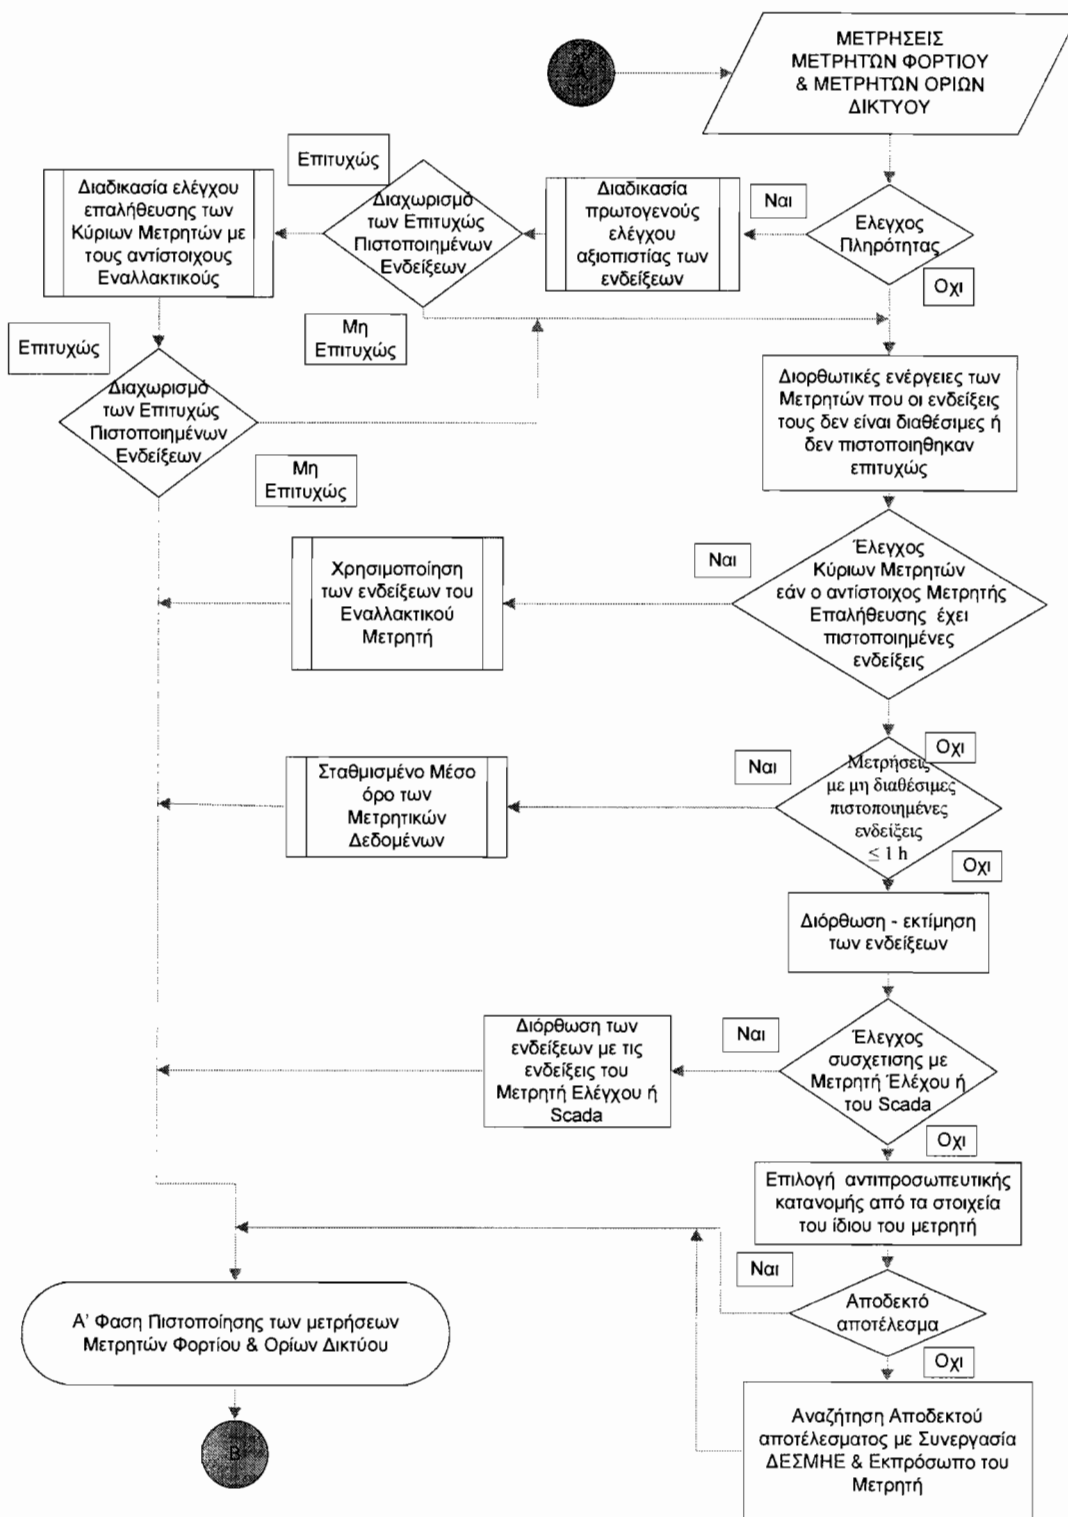 ΜΕΤΡΗΣΕΙΣ
ΜΕΤΡΗΤΩΝ ΦΟΡΤΙΟΥ
& ΜΕΤΡΗΤΩΝ ΟΡΙΩΝ
ΔΙΚΤΥΟΥ
Επιτυχώς
Διαδικασία ελέγχου
επαλήθευσης των
Κύριων Μετρητών με
τους αντίστοιχους
Εναλλακτικούς
Διαχωρισμό
των Επιτυχώς
Πιστοποιημένων
Ενδείξεων
Διαδικασία
πρωτογενούς
ελέγχου
αξιοπιστίας των
ενδείξεων
Ναι
Ελεγχος
Πληρότητας
Οχι
Επιτυχώς
Μη
Επιτυχώς
Διαχωρισμό
των Επιτυχώς
Πιστοποιημένων
Ενδείξεων
Μη
Επιτυχώς
Διορθωτικές ενέργειες των
Μετρητών που οι ενδείξεις
τους δεν είναι διαθέσιμες ή
δεν πιστοποιηθηκαν
επιτυχώς
Χρησιμοποίηση
των ενδείξεων του
Εναλλακτικού
Μετρητή
Ναι
Έλεγχος
Κύριων Μετρητών
εάν ο αντίστοιχος Μετρητής
Επαλήθευσης έχει
πιστοποιημένες
ενδείξεις
Οχι
Σταθμισμένο Μέσο
όρο των
Μετρητικών
Δεδομένων
Ναι
Μετρήσεις
με μη διαθέσιμες
πιστοποιημένες
ενδείξεις
≤ 1 h
Οχι
Διόρθωση - εκτίμηση
των ενδείξεων
Διόρθωση των
ενδείξεων με τις
ενδείξεις του
Μετρητή Ελέγχου ή
Scada
Ναι
Έλεγχος
συσχετισης με
Μετρητή Έλέχου ή
του Scada
Οχι
Επιλογή αντιπροσωπευτικής
κατανομής από τα στοιχεία
του ίδιου του μετρητή
Ναι
Αποδεκτό
αποτέλεσμα
Οχι
Α' Φαση Πιστοποίησης των μετρήσεων
Μετρητών Φορτίου & Ορίων Δικτύου
Αναζήτηση Αποδεκτού
αποτέλεσματος με Συνεργασία
ΔΕΣΜΗΕ & Εκπρόσωπο του
Μετρητή
Β